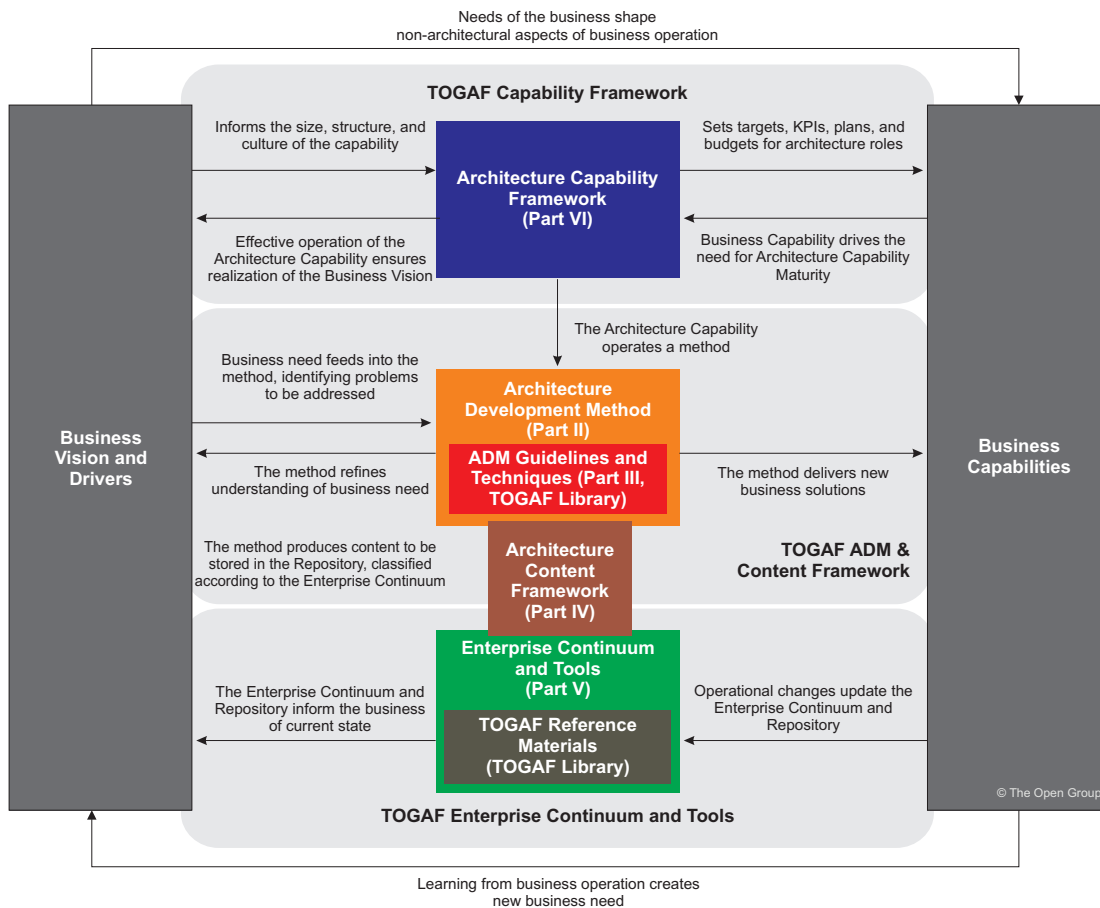 Needs of the business shape
non-architectural aspects of business operation
TOGAF Capability Framework
Informs the size, structure, and
culture of the capability
Architecture Capability
Framework
(Part VI)
Sets targets, KPIs, plans, and
budgets for architecture roles
Effective operation of the
Architecture Capability ensures
realization of the Business Vision
Business Capability drives the
need for Architecture Capability
Maturity
The Architecture Capability
operates a method
Business need feeds into the
method, identifying problems
to be addressed
Architecture
Development Method
(Part II)
ADM Guidelines and
Techniques (Part III,
TOGAF Library)
Business
Vision and
Drivers
Business
Capabilities
The method refines
understanding of business need
The method delivers new
business solutions
The method produces content to be
stored in the Repository, classified
according to the Enterprise Continuum
Architecture
Content
Framework
(Part IV)
TOGAF ADM &
Content Framework
Enterprise Continuum
and Tools
(Part V)
The Enterprise Continuum and
Repository inform the business
of current state
TOGAF Reference
Materials
(TOGAF Library)
Operational changes update the
Enterprise Continuum and
Repository
© The Open Group
TOGAF Enterprise Continuum and Tools
Learning from business operation creates
new business need